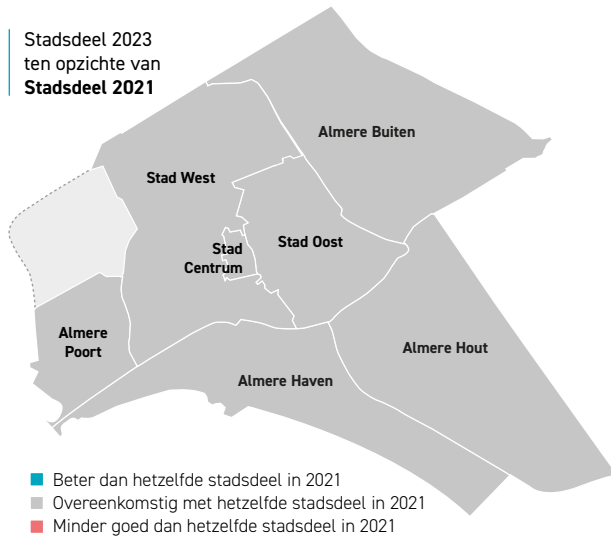 Stadsdeel 2023
ten opzichte van
Stadsdeel 2021
Almere Buiten
Stad West
Stad Oost
Stad
Centrum
Almere
Poort
Almere Hout
Almere Haven
Beter dan hetzelfde stadsdeel in 2021
Overeenkomstig met hetzelfde stadsdeel in 2021
Minder goed dan hetzelfde stadsdeel in 2021